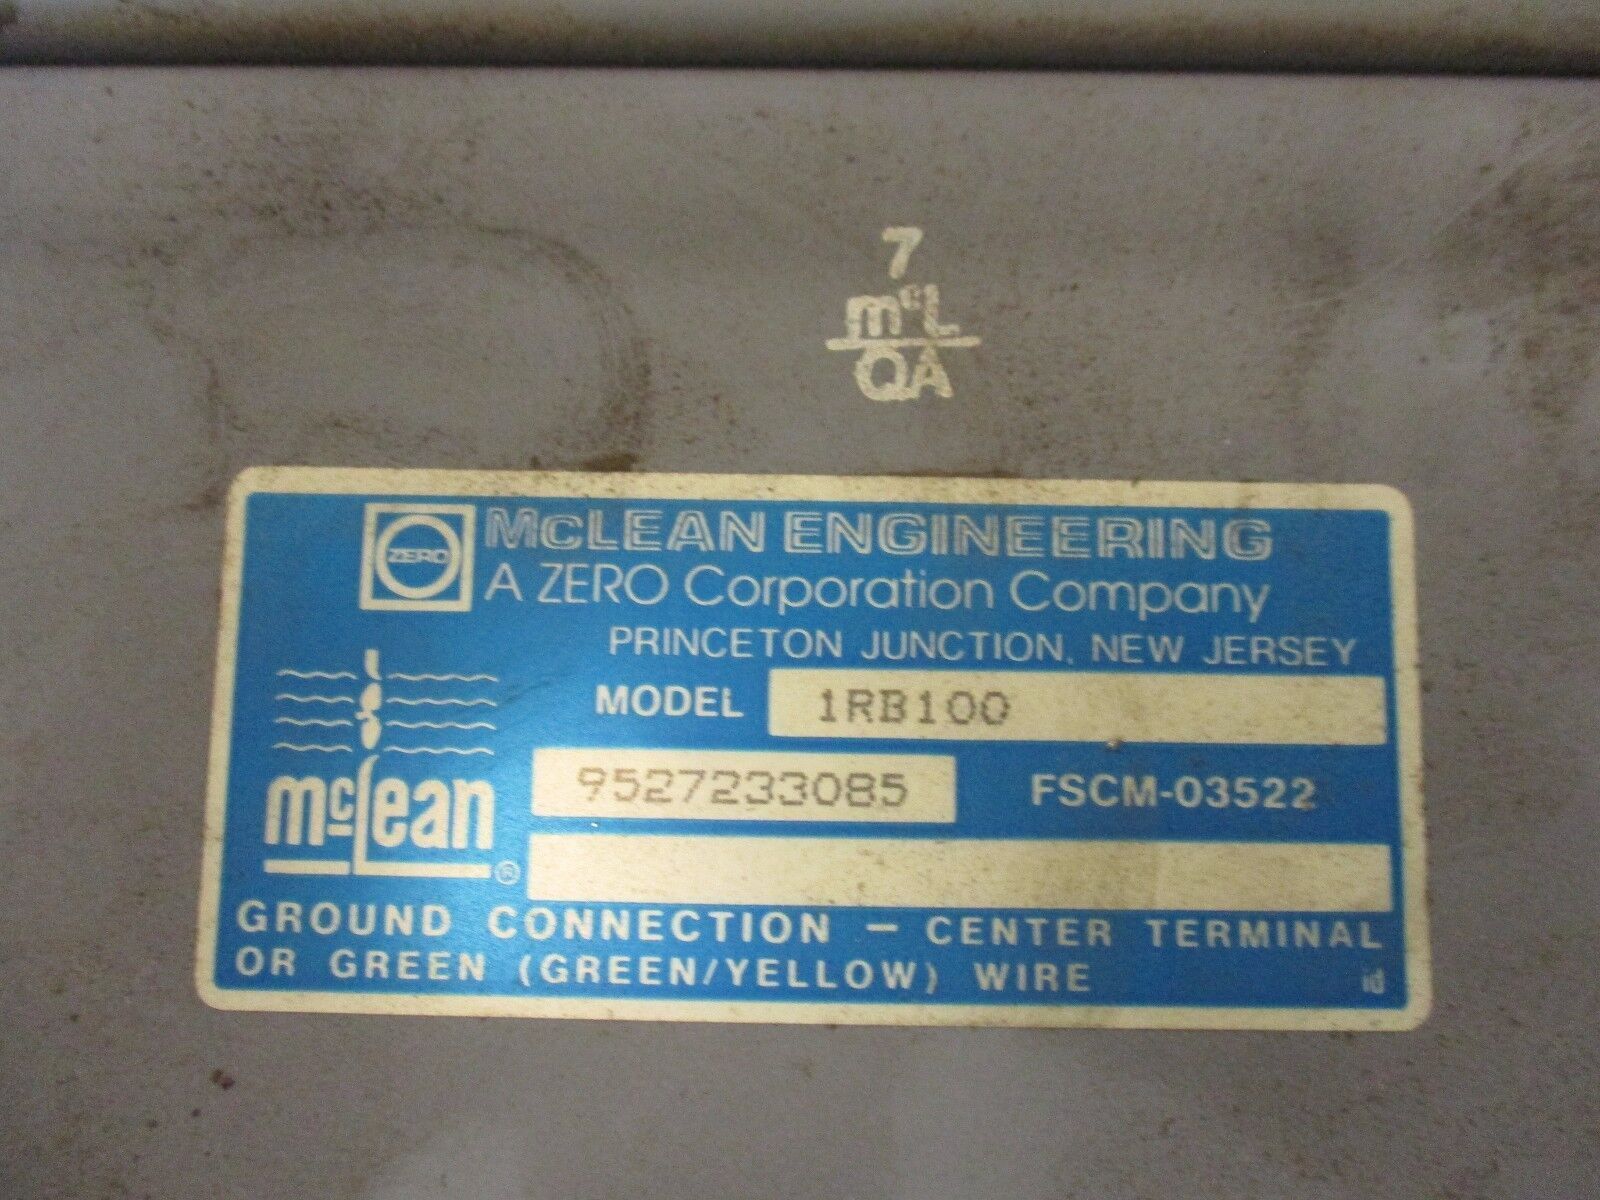 7
McL
QA
ZERO
McLEAN ENGINEERING
A ZERO Corporation Company
PRINCETON JUNCTION, NEW JERSEY
MODEL 1RB100
9527233085 FSCM-03522
mcLean ®
GROUND CONNECTION – CENTER TERMINAL
OR GREEN (GREEN/YELLOW) WIRE
id